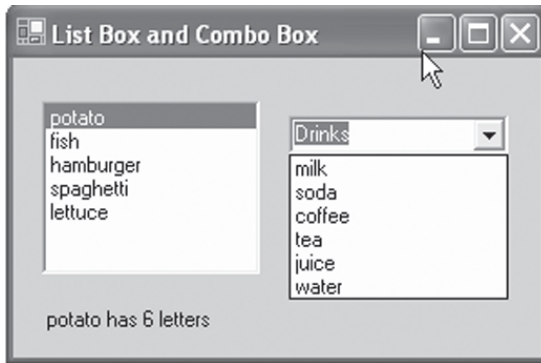 List Box and Combo Box
potato
fish
hamburger
spaghetti
lettuce
Drinks
milk
soda
coffee
tea
juice
water
potato has 6 letters